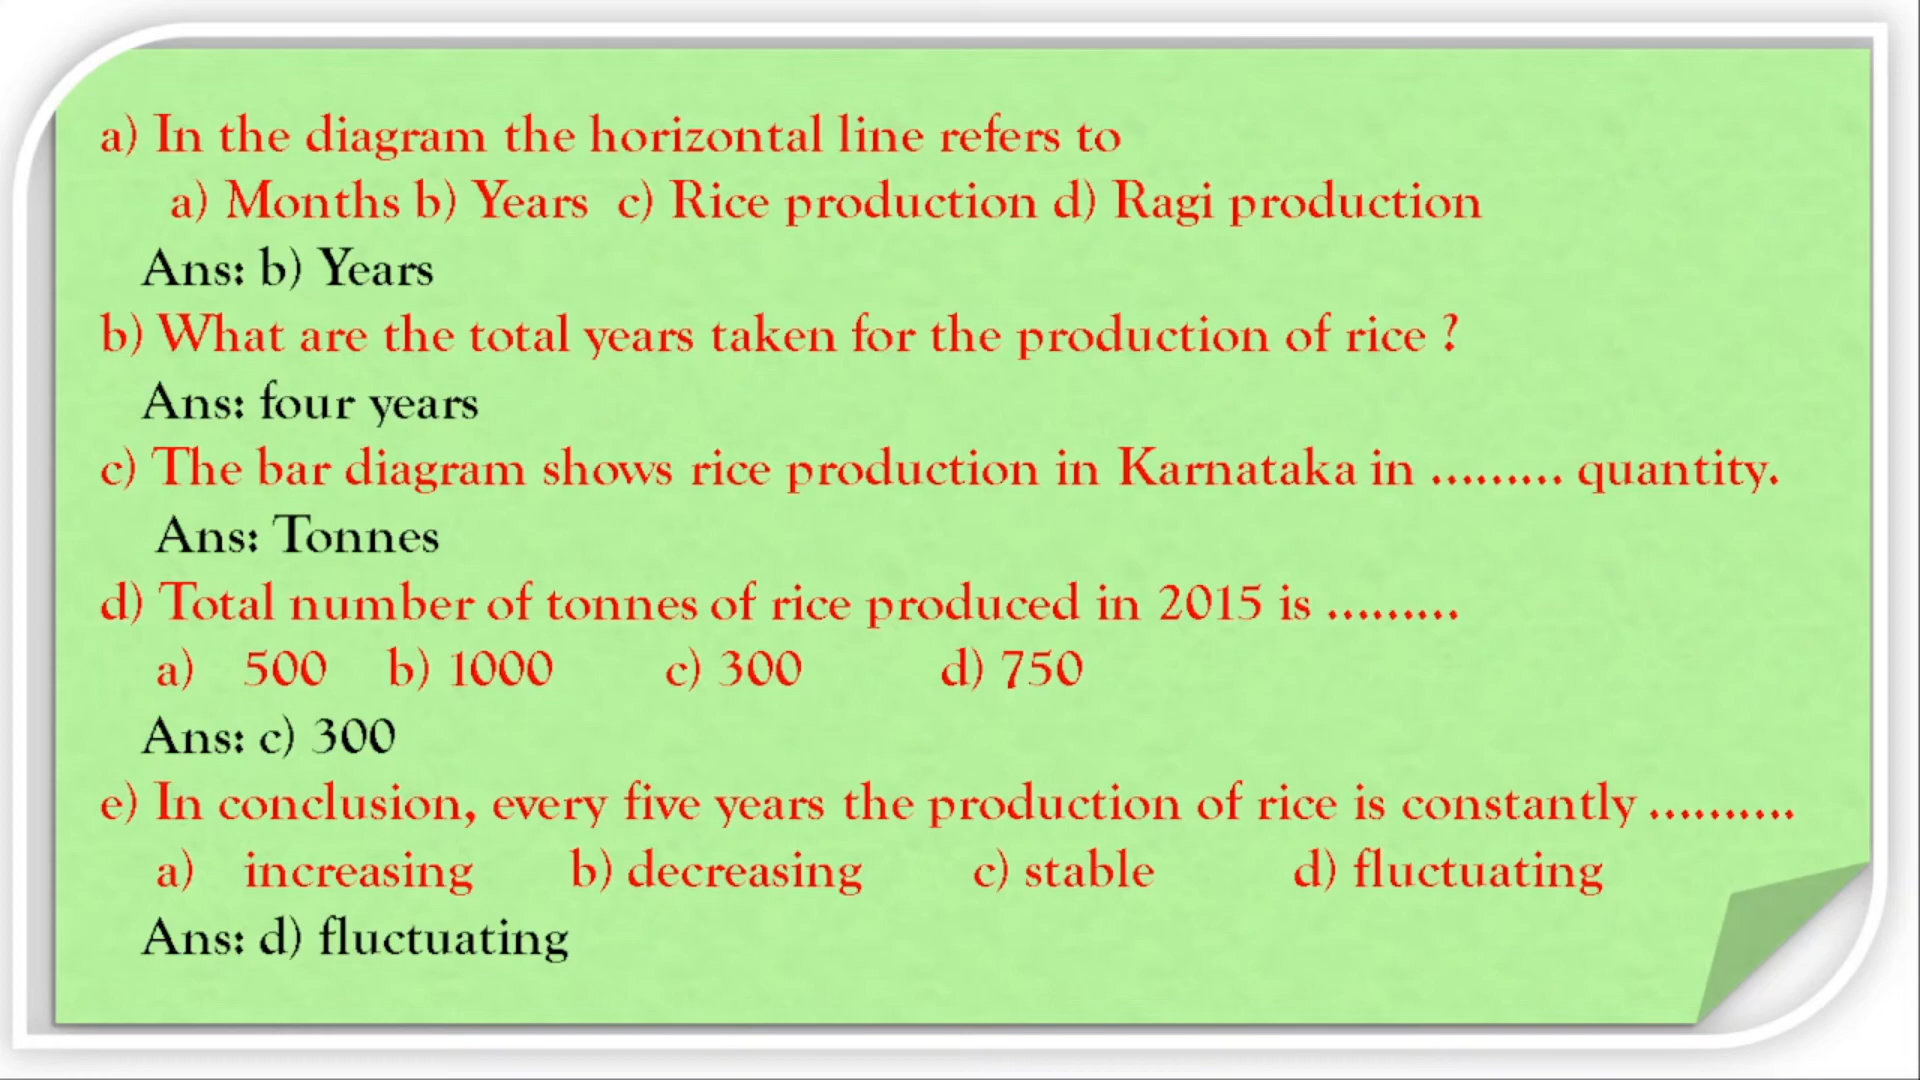 a) In the diagram the horizontal line refers to
a) Months b) Years c) Rice production d) Ragi production
Ans: b) Years
b) What are the total years taken for the production of rice ?
Ans: four years
c) The bar diagram shows rice production in Karnataka in ......... quantity.
Ans: Tonnes
d) Total number of tonnes of rice produced in 2015 is .........
a) 500 b) 1000 c) 300 d) 750
Ans: c) 300
e) In conclusion, every five years the production of rice is constantly ..........
a) increasing b) decreasing c) stable d) fluctuating
Ans: d) fluctuating